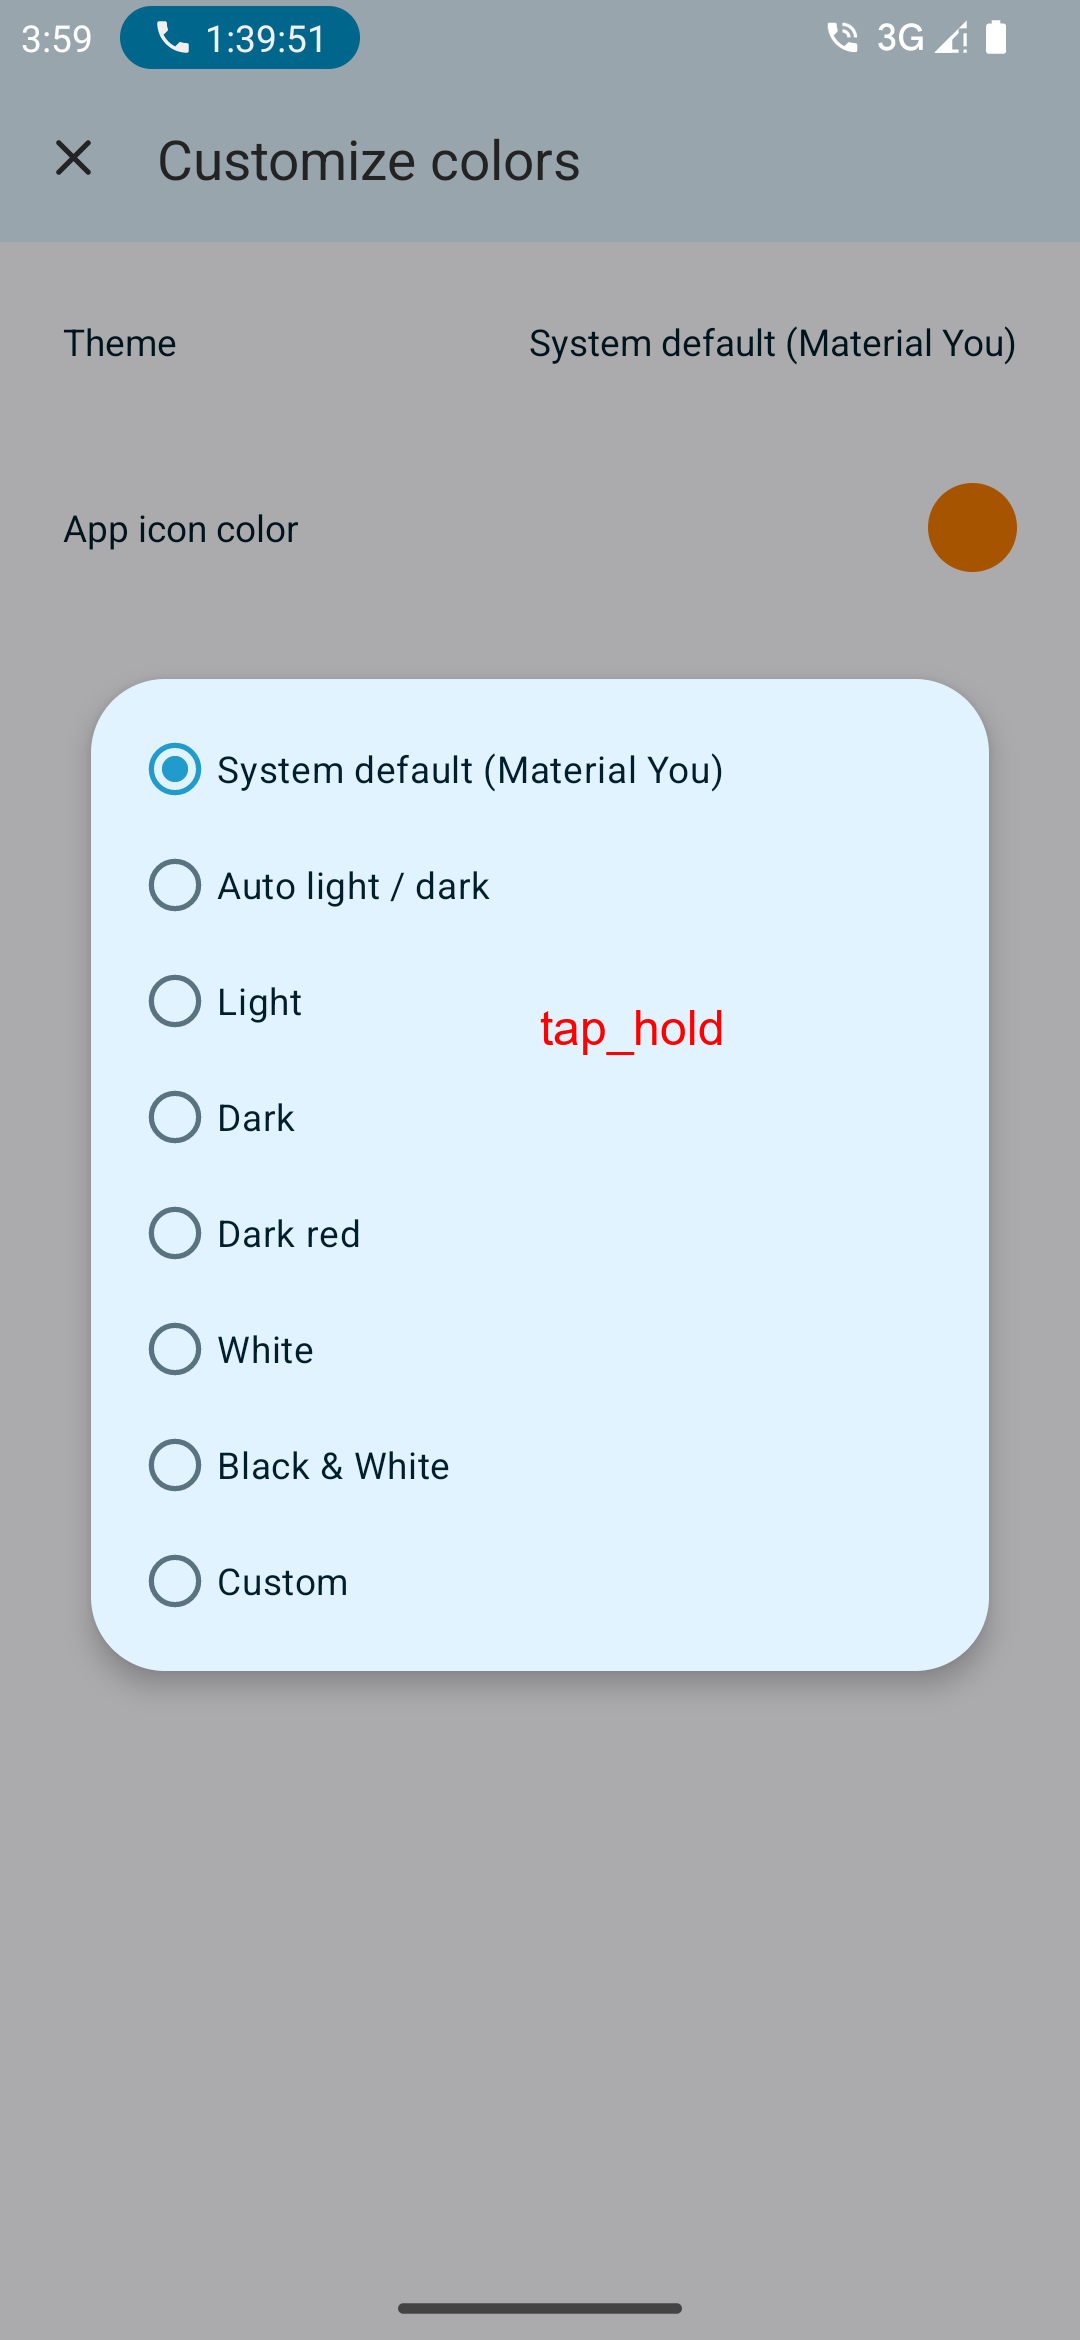 3:59
1:39:51
3G
Customize colors
Theme
System default (Material You)
App icon color
System default (Material You)
Auto light / dark
Light
tap_hold
Dark
Dark red
White
Black & White
Custom